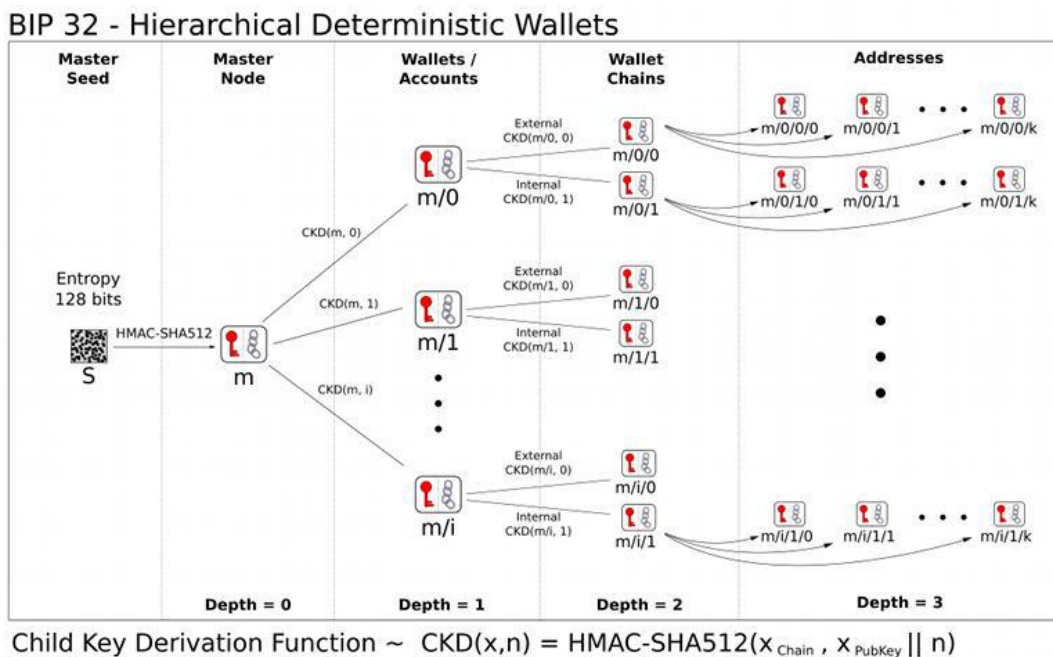 BIP 32 - Hierarchical Deterministic Wallets
Master
Seed
Master
Node
Wallets /
Accounts
Wallet
Chains
Addresses
Entropy
128 bits
S
HMAC-SHA512
m
CKD(m, 0)
CKD(m, 1)
CKD(m, i)
m/0
m/1
m/i
External
CKD(m/0, 0)
Internal
CKD(m/0, 1)
External
CKD(m/1, 0)
Internal
CKD(m/1, 1)
External
CKD(m/i, 0)
Internal
CKD(m/i, 1)
m/0/0
m/0/1
m/1/0
m/1/1
m/i/0
m/i/1
m/0/0/0 m/0/0/1 m/0/0/k
m/0/1/0 m/0/1/1 m/0/1/k
m/i/1/0 m/i/1/1 m/i/1/k
Depth = 0 Depth = 1 Depth = 2 Depth = 3
Child Key Derivation Function ~ CKD(x,n) = HMAC-SHA512(x Chain , x PubKey || n)